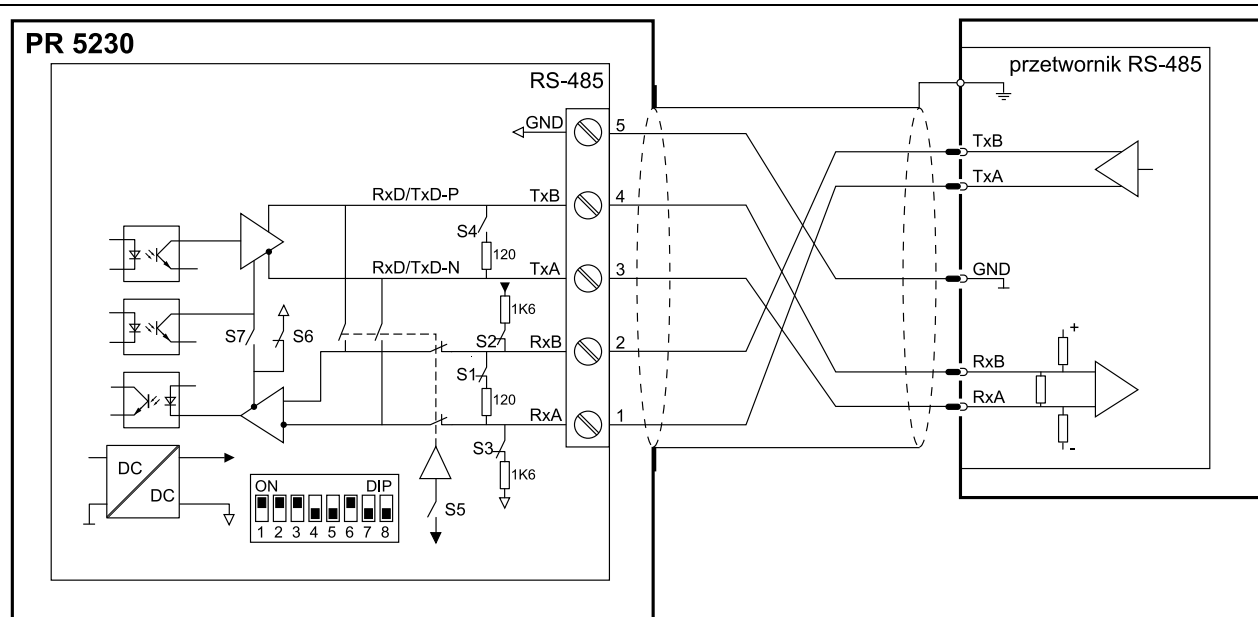 PR 5230
RS-485
GND
5
RxD/TxD-P
TxB
4
S4
120
RxD/TxD-N
TxA
3
1K6
S7
S6
S2
RxB
2
S1
120
RxA
1
S3
1K6
DC
DC
ON DIP
1 2 3 4 5 6 7 8
S5
przetwornik RS-485
TxB
TxA
GND
+
RxB
RxA
-